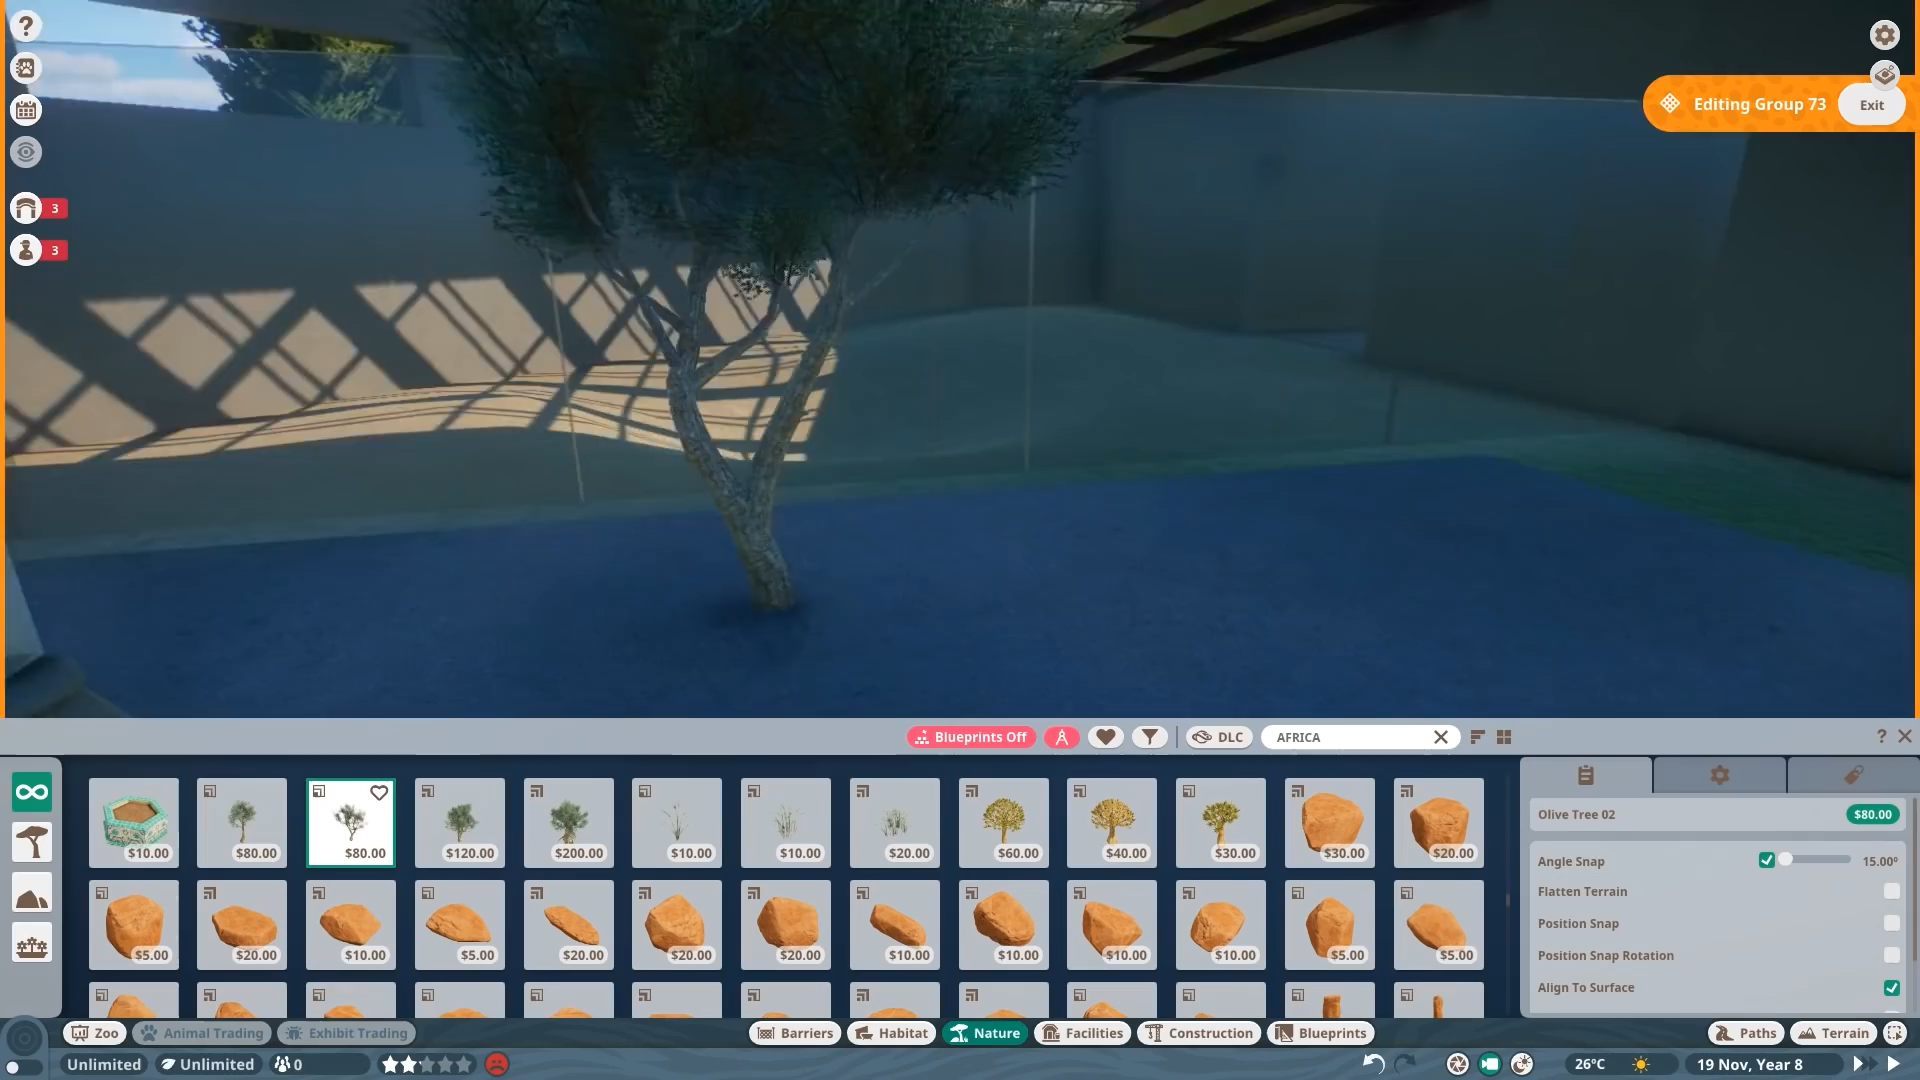 ?
Editing Group 73
Exit
3
3
Blueprints Off
DLC
AFRICA
?
$10.00
$80.00
$80.00
$120.00
$200.00
$10.00
$10.00
$20.00
$60.00
$40.00
$30.00
$30.00
$20.00
$5.00
$20.00
$10.00
$5.00
$20.00
$20.00
$20.00
$10.00
$10.00
$10.00
$10.00
$5.00
$5.00
Olive Tree 02
$80.00
Angle Snap
15.00°
Flatten Terrain
Position Snap
Position Snap Rotation
Align To Surface
Zoo
Animal Trading
Exhibit Trading
Barriers
Habitat
Nature
Facilities
Construction
Blueprints
Paths
Terrain
Unlimited
Unlimited
0
26°C
19 Nov, Year 8